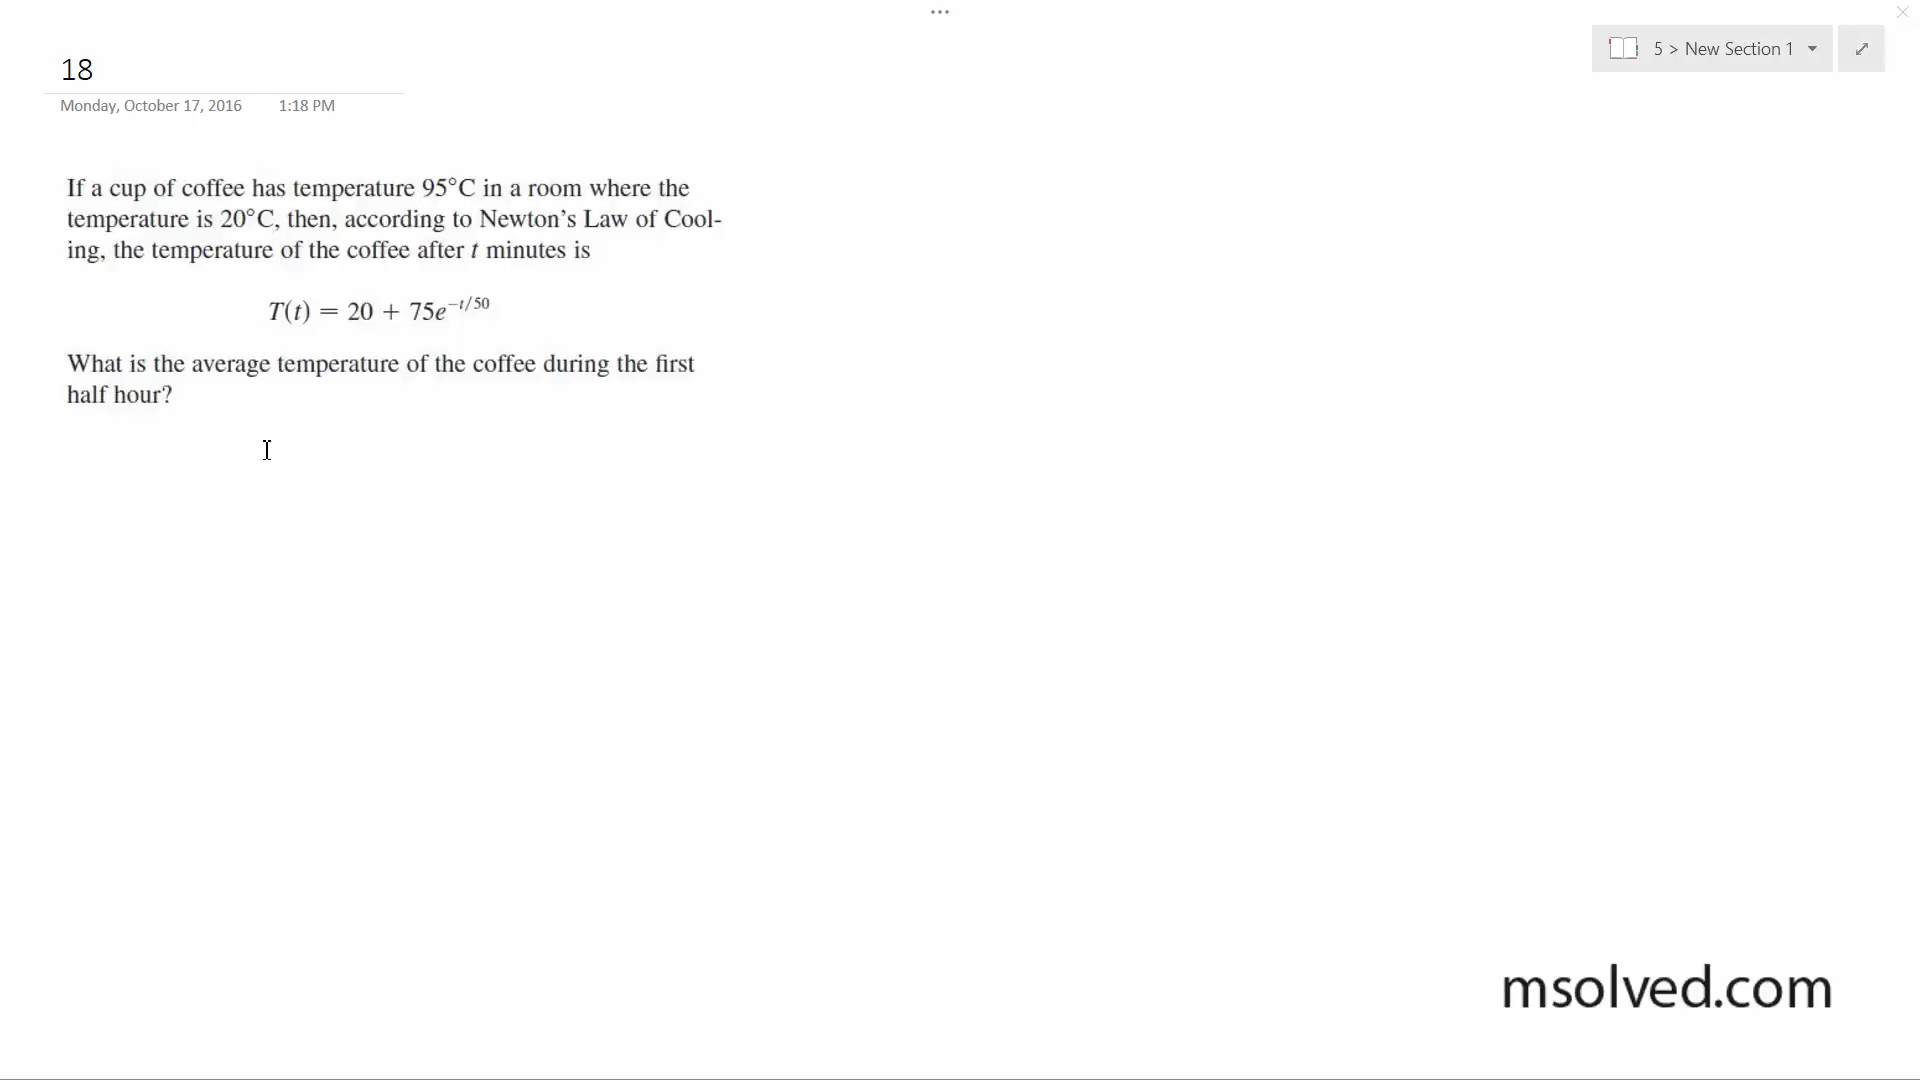 ...
5 > New Section 1
18
Monday, October 17, 2016 1:18 PM
If a cup of coffee has temperature 95°C in a room where the
temperature is 20°C, then, according to Newton's Law of Cool-
ing, the temperature of the coffee after t minutes is
T(t) = 20 + 75e^{-t/50}
What is the average temperature of the coffee during the first
half hour?
msolved.com